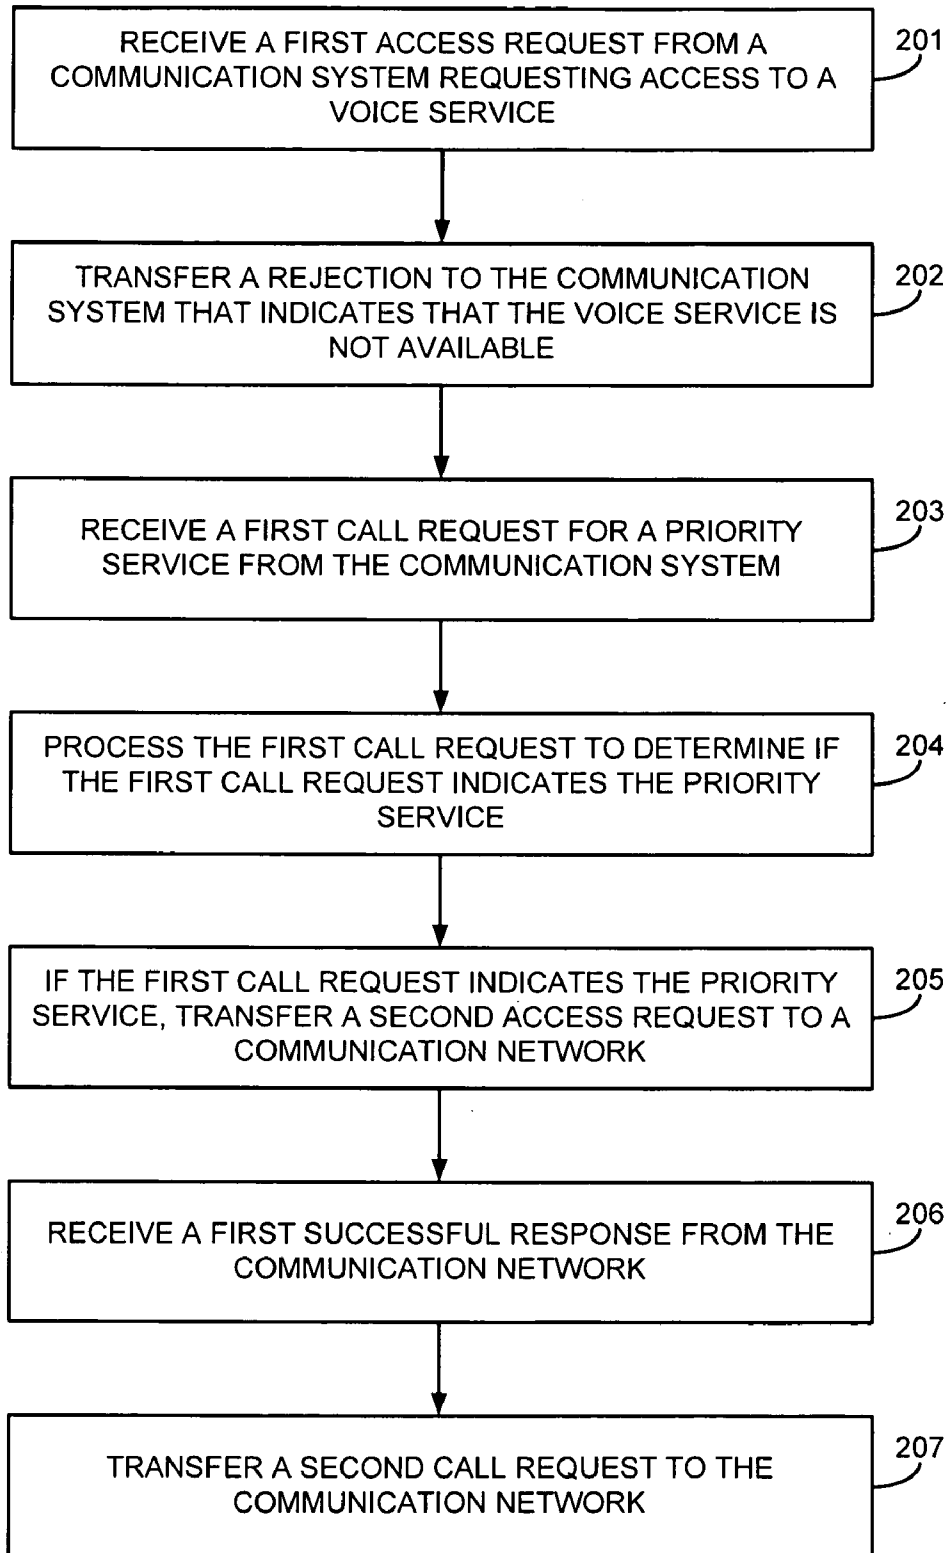 RECEIVE A FIRST ACCESS REQUEST FROM A
COMMUNICATION SYSTEM REQUESTING ACCESS TO A
VOICE SERVICE
201
TRANSFER A REJECTION TO THE COMMUNICATION
SYSTEM THAT INDICATES THAT THE VOICE SERVICE IS
NOT AVAILABLE
202
RECEIVE A FIRST CALL REQUEST FOR A PRIORITY
SERVICE FROM THE COMMUNICATION SYSTEM
203
PROCESS THE FIRST CALL REQUEST TO DETERMINE IF
THE FIRST CALL REQUEST INDICATES THE PRIORITY
SERVICE
204
IF THE FIRST CALL REQUEST INDICATES THE PRIORITY
SERVICE, TRANSFER A SECOND ACCESS REQUEST TO A
COMMUNICATION NETWORK
205
RECEIVE A FIRST SUCCESSFUL RESPONSE FROM THE
COMMUNICATION NETWORK
206
TRANSFER A SECOND CALL REQUEST TO THE
COMMUNICATION NETWORK
207